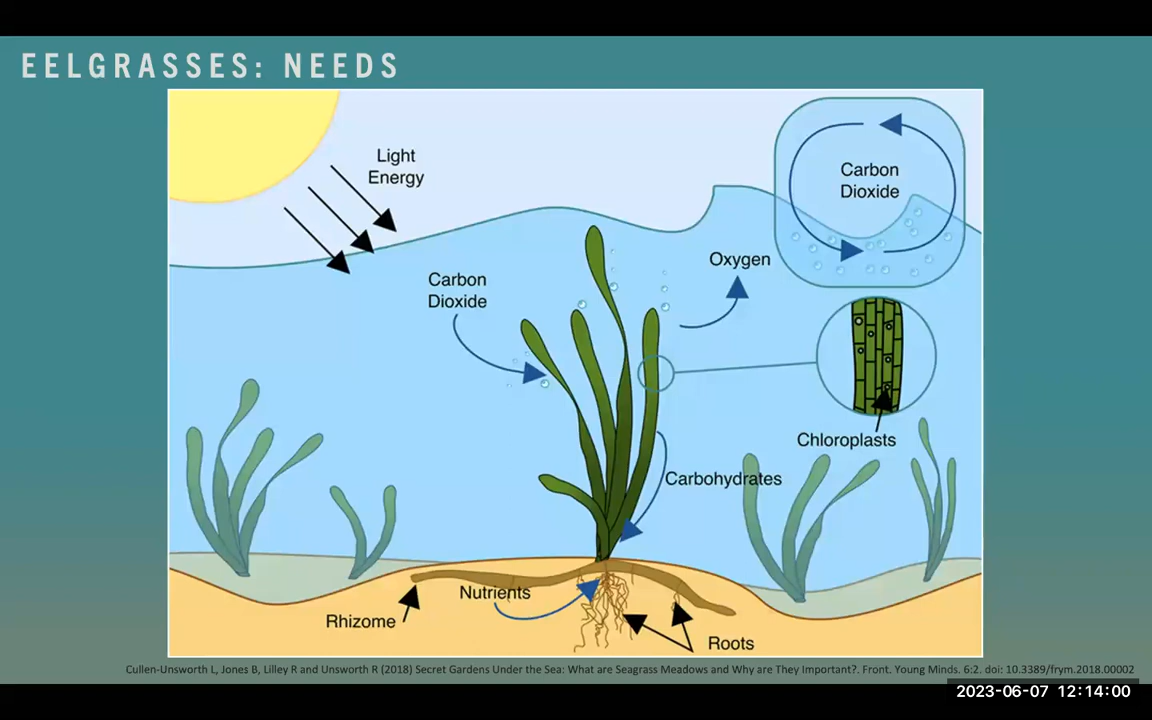 EELGRASSES: NEEDS
Light
Energy
Carbon
Dioxide
Oxygen
Carbon
Dioxide
Chloroplasts
Carbohydrates
Nutrients
Rhizome
Roots
Cullen-Unsworth L, Jones B, Lilley R and Unsworth R (2018) Secret Gardens Under the Sea: What are Seagrass Meadows and Why are They Important?. Front. Young Minds. 6:2. doi: 10.3389/frym.2018.00002
2023-06-07 12:14:00